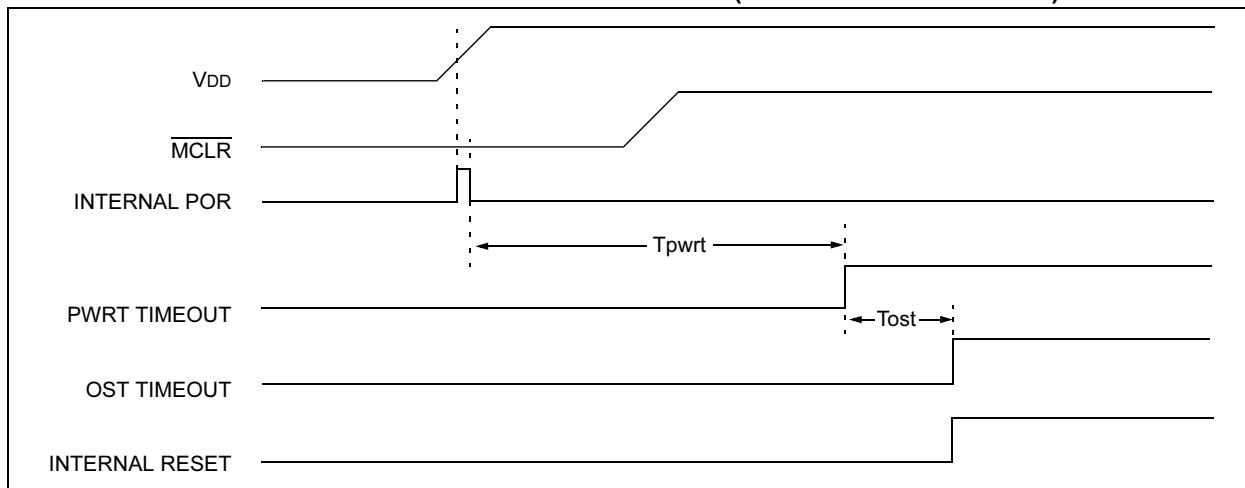 VDD
MCLR
INTERNAL POR
Tpwrt
PWRT TIMEOUT
Tost
OST TIMEOUT
INTERNAL RESET